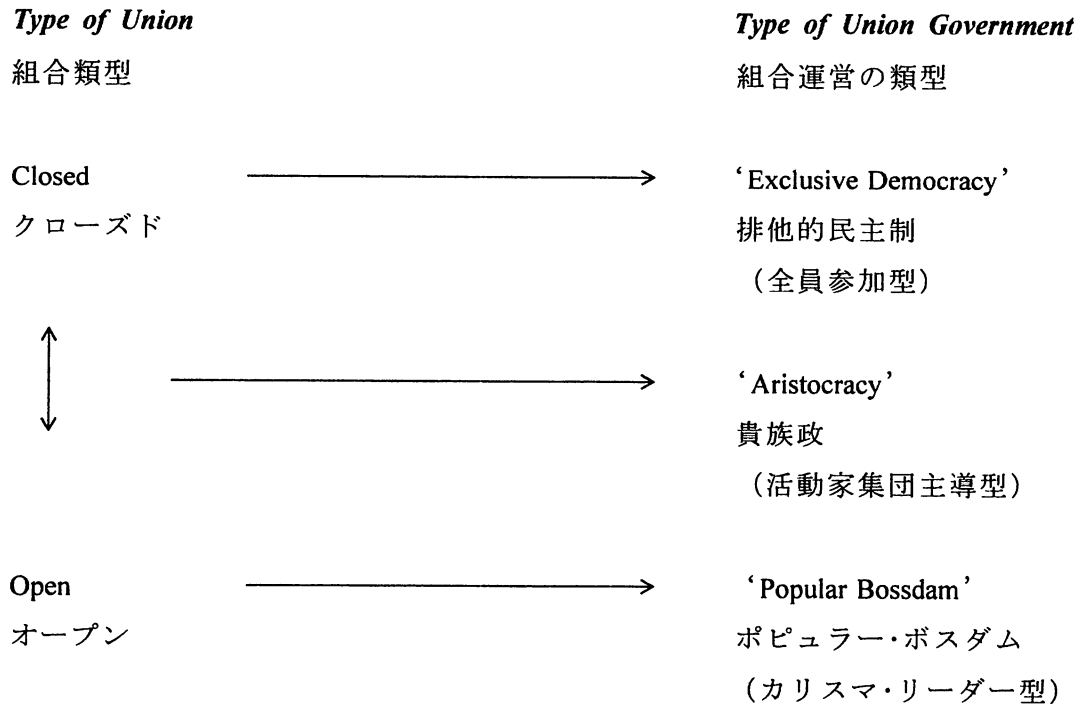 Type of Union
組合類型
Type of Union Government
組合運営の類型
Closed
クローズド
‘Exclusive Democracy’
排他的民主制
（全員参加型）
‘Aristocracy’
貴族政
（活動家集団主導型）
Open
オープン
‘Popular Bossdam’
ポピュラー・ボスダム
（カリスマ・リーダー型）